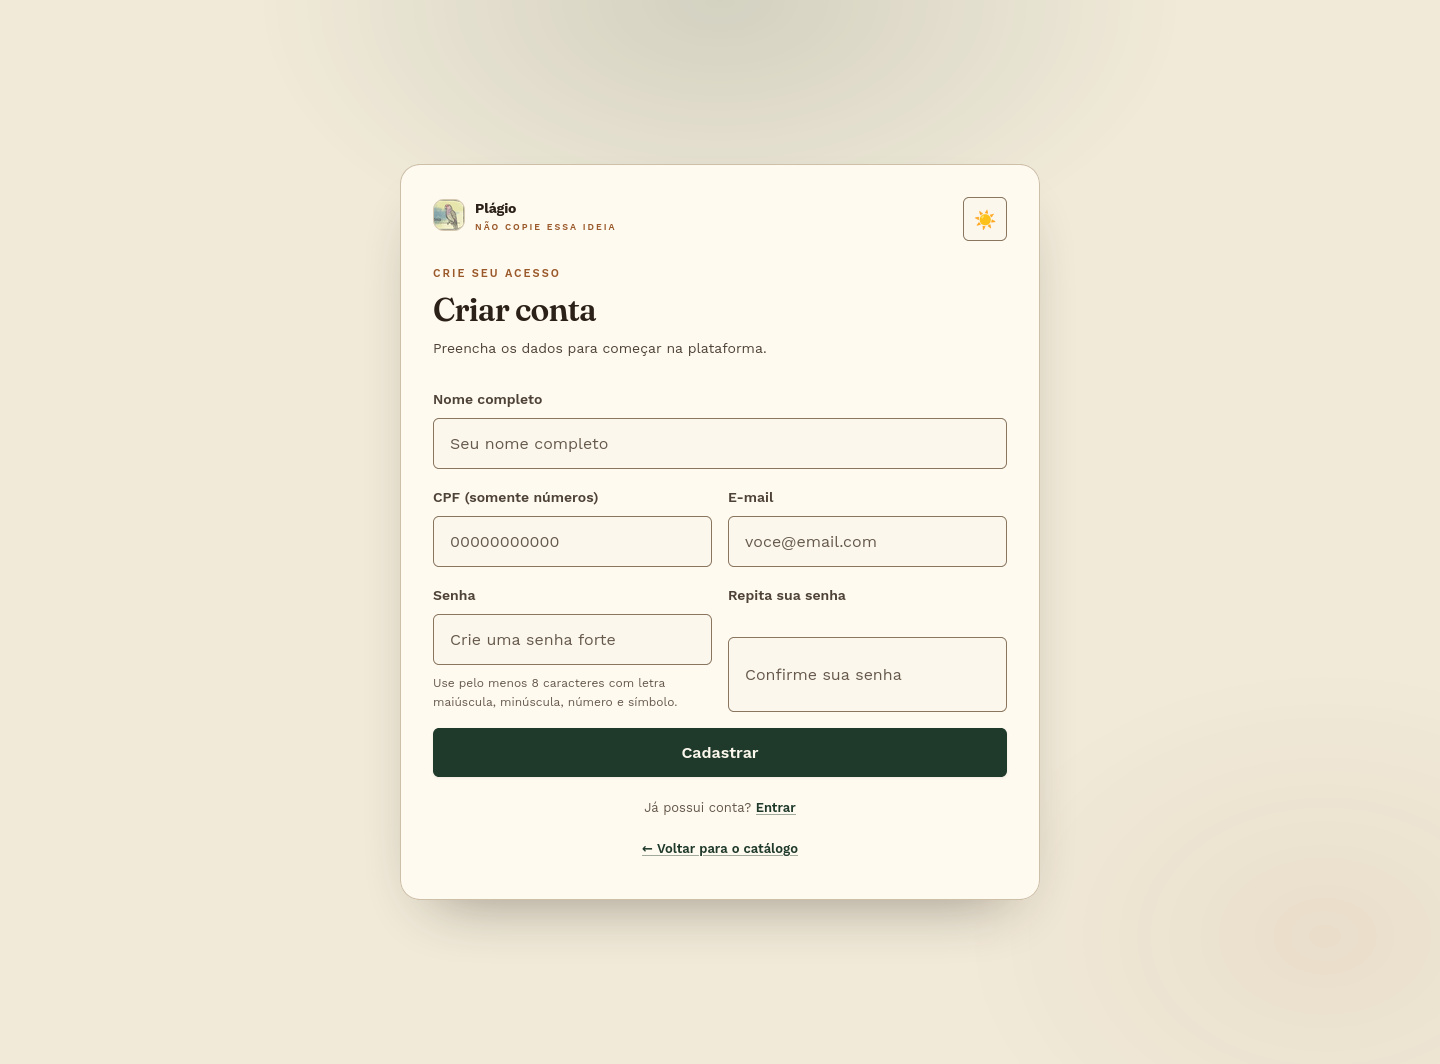 Plágio
NÃO COPIE ESSA IDEIA
CRIE SEU ACESSO
Criar conta
Preencha os dados para começar na plataforma.
Nome completo
Seu nome completo
CPF (somente números)
00000000000
E-mail
voce@email.com
Senha
Crie uma senha forte
Use pelo menos 8 caracteres com letra
maiúscula, minúscula, número e símbolo.
Repita sua senha
Confirme sua senha
Cadastrar
Já possui conta? Entrar
← Voltar para o catálogo